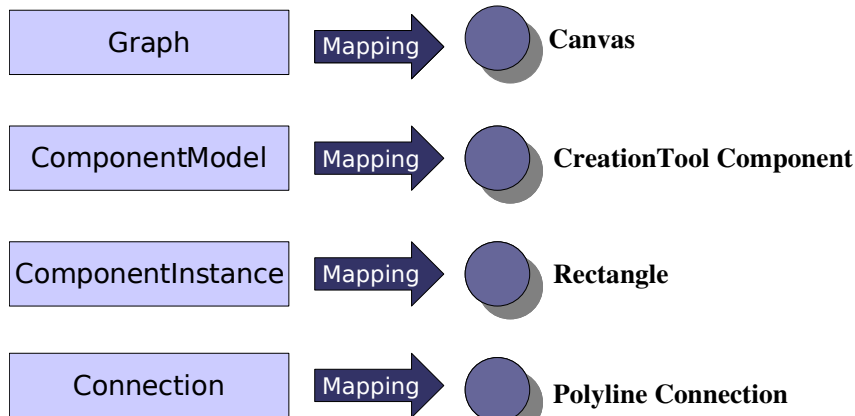 Graph Mapping Canvas
ComponentModel Mapping CreationTool Component
ComponentInstance Mapping Rectangle
Connection Mapping Polyline Connection